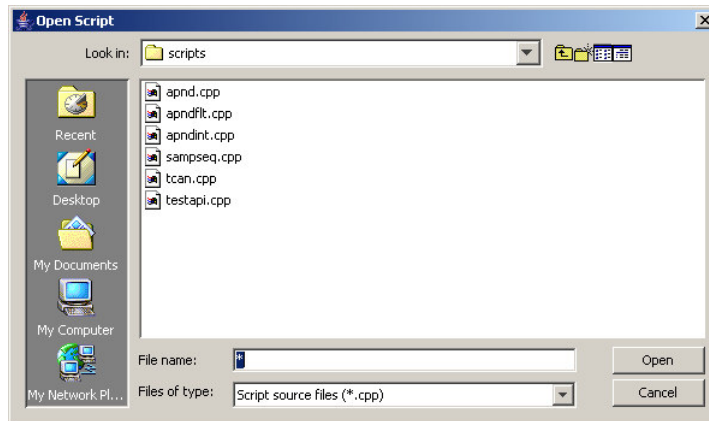 Open Script
Look in: scripts
Recent
Desktop
My Documents
My Computer
My Network Pl...
apnd.cpp
apndflt.cpp
apndint.cpp
sampseq.cpp
tcan.cpp
testapi.cpp
File name: *
Open
Files of type: Script source files (*.cpp)
Cancel